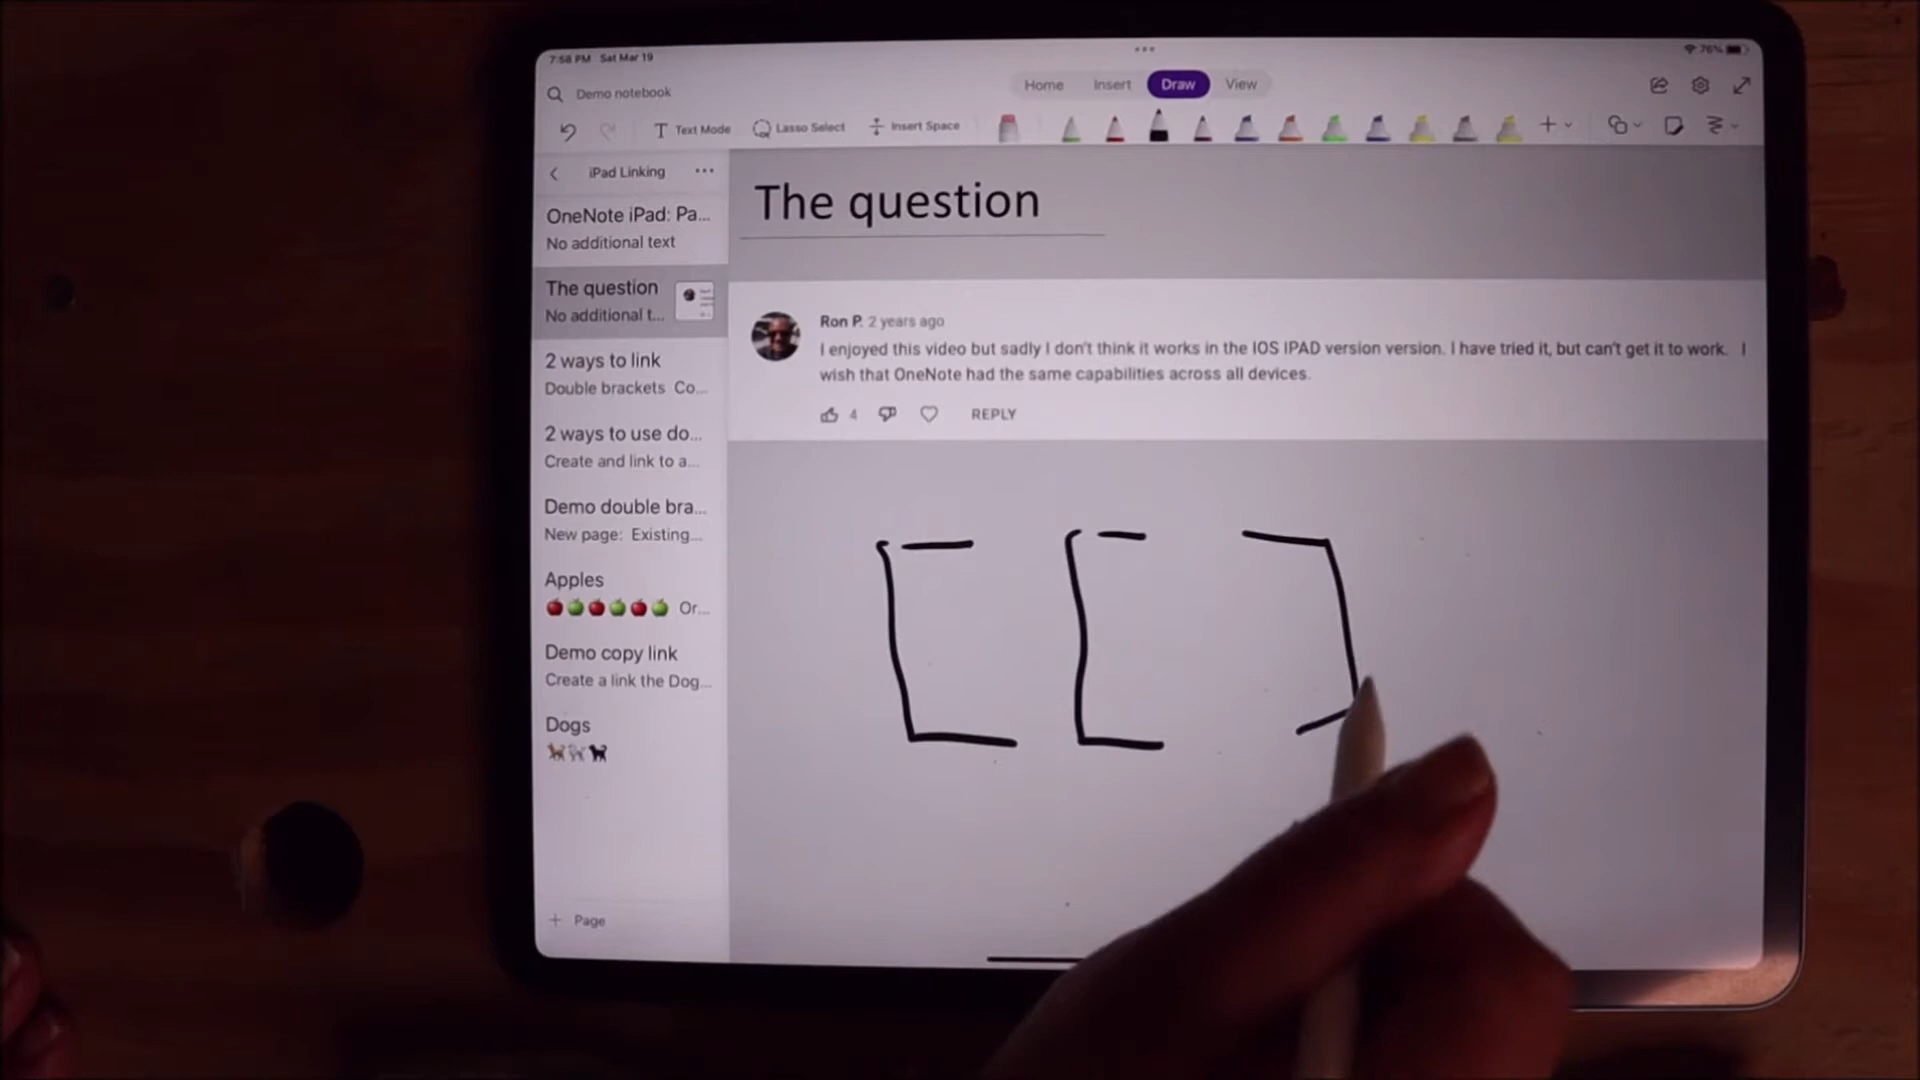 7:58 PM Sat Mar 19
76%
Demo notebook
Home Insert Draw View
Text Mode Lasso Select Insert Space
iPad Linking
OneNote iPad: Pa...
No additional text
The question
No additional t...
2 ways to link
Double brackets Co...
2 ways to use do...
Create and link to a...
Demo double bra...
New page: Existing...
Apples
Or...
Demo copy link
Create a link the Dog...
Dogs
+ Page
The question
Ron P. 2 years ago
I enjoyed this video but sadly I don't think it works in the IOS IPAD version version. I have tried it, but can't get it to work. I
wish that OneNote had the same capabilities across all devices.
4 REPLY
[ [ ]